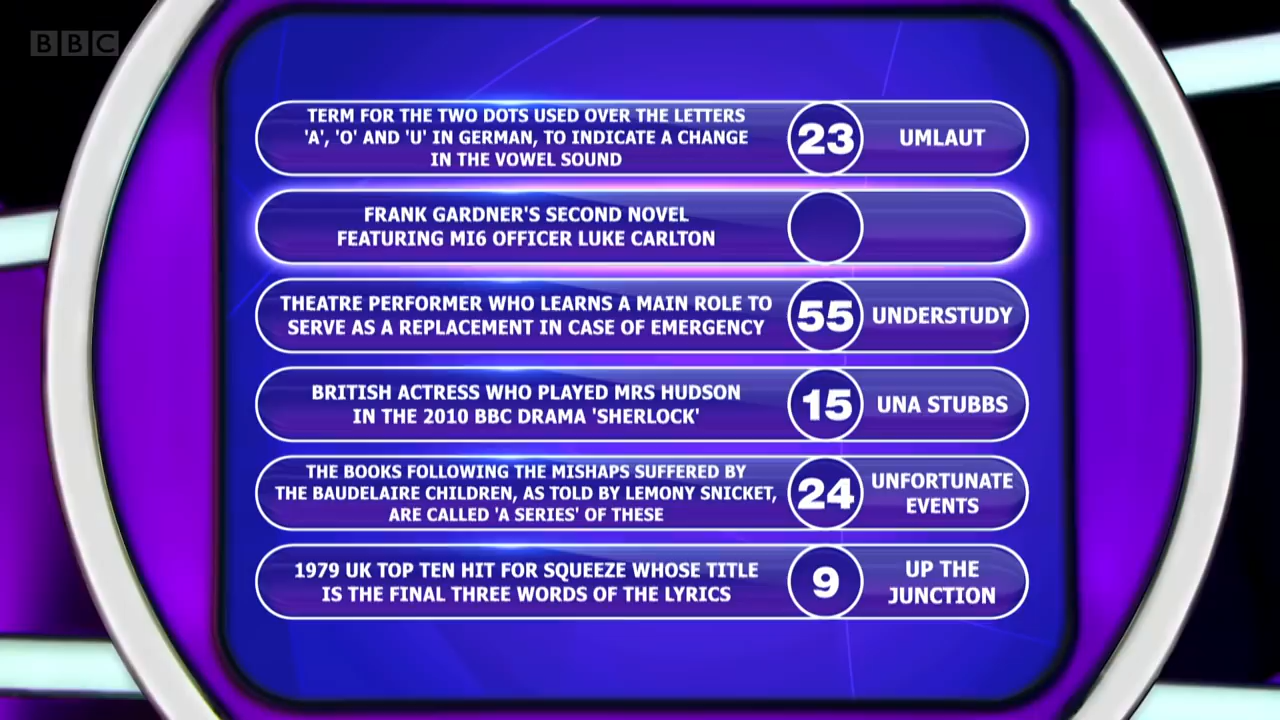 BBC
TERM FOR THE TWO DOTS USED OVER THE LETTERS
'A', 'O' AND 'U' IN GERMAN, TO INDICATE A CHANGE
IN THE VOWEL SOUND
23
UMLAUT
FRANK GARDNER'S SECOND NOVEL
FEATURING MI6 OFFICER LUKE CARLTON
THEATRE PERFORMER WHO LEARNS A MAIN ROLE TO
SERVE AS A REPLACEMENT IN CASE OF EMERGENCY
55
UNDERSTUDY
BRITISH ACTRESS WHO PLAYED MRS HUDSON
IN THE 2010 BBC DRAMA 'SHERLOCK'
15
UNA STUBBS
THE BOOKS FOLLOWING THE MISHAPS SUFFERED BY
THE BAUDELAIRE CHILDREN, AS TOLD BY LEMONY SNICKET,
ARE CALLED 'A SERIES' OF THESE
24
UNFORTUNATE
EVENTS
1979 UK TOP TEN HIT FOR SQUEEZE WHOSE TITLE
IS THE FINAL THREE WORDS OF THE LYRICS
9
UP THE
JUNCTION